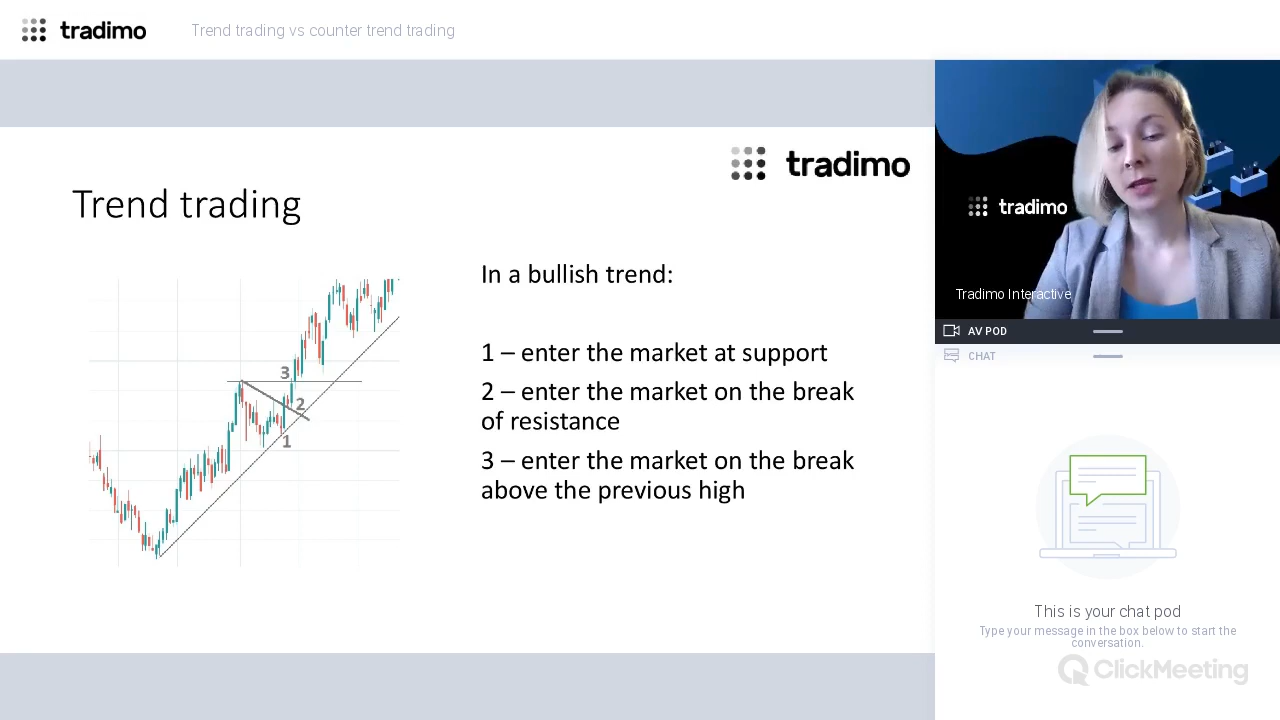 tradimo
Trend trading vs counter trend trading
tradimo
Trend trading
In a bullish trend:
1 – enter the market at support
2 – enter the market on the break
of resistance
3 – enter the market on the break
above the previous high
3
2
1
tradimo
Tradimo Interactive
AV POD
CHAT
This is your chat pod
Type your message in the box below to start the
conversation.
ClickMeeting